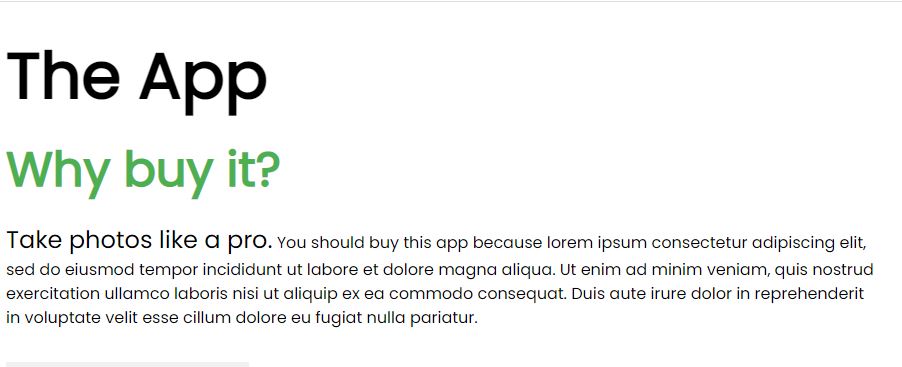 The App
Why buy it?
Take photos like a pro. You should buy this app because lorem ipsum consectetur adipiscing elit,
sed do eiusmod tempor incididunt ut labore et dolore magna aliqua. Ut enim ad minim veniam, quis nostrud
exercitation ullamco laboris nisi ut aliquip ex ea commodo consequat. Duis aute irure dolor in reprehenderit
in voluptate velit esse cillum dolore eu fugiat nulla pariatur.